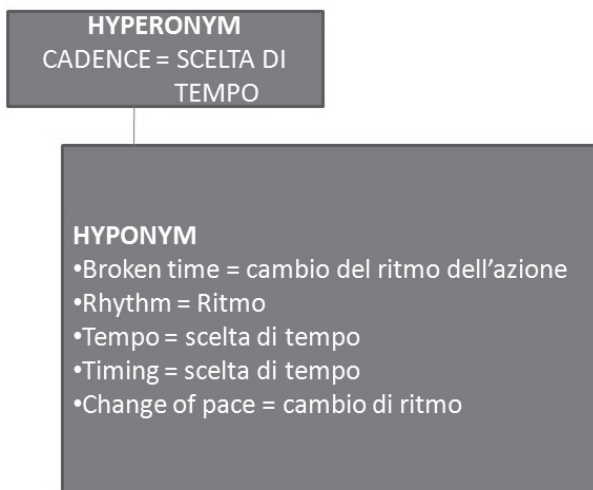 HYPERONYM
CADENCE = SCELTA DI
TEMPO
HYPONYM
•Broken time = cambio del ritmo dell’azione
•Rhythm = Ritmo
•Tempo = scelta di tempo
•Timing = scelta di tempo
•Change of pace = cambio di ritmo